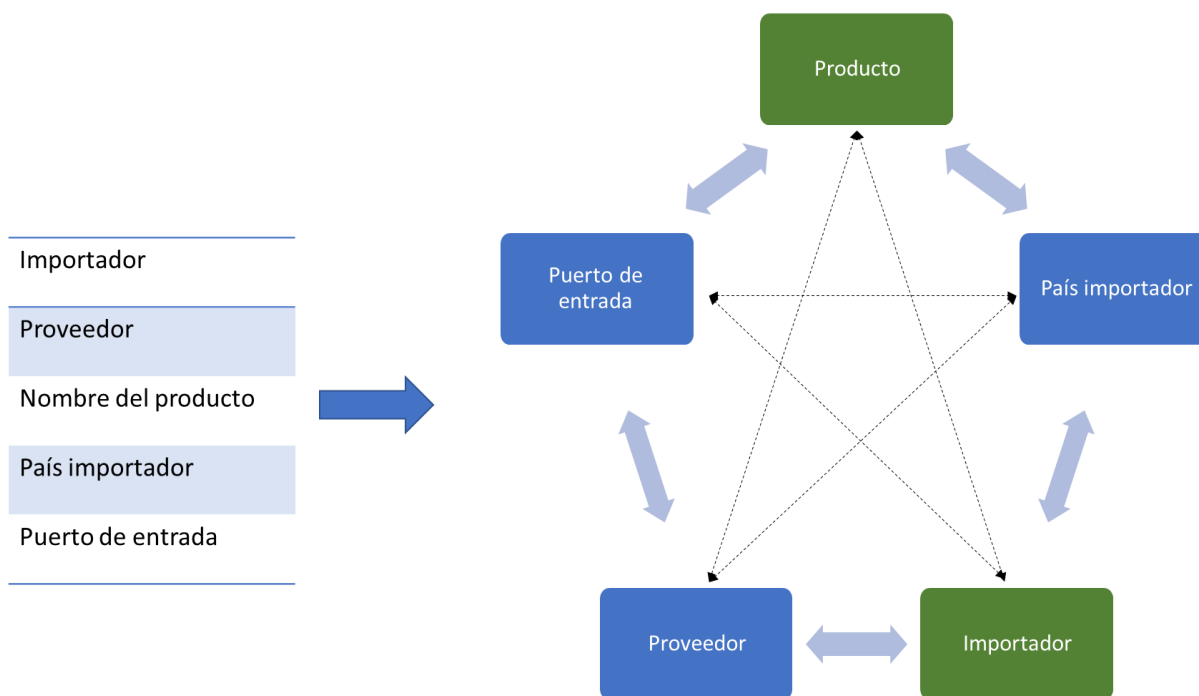 Importador
Proveedor
Nombre del producto
País importador
Puerto de entrada
Producto
Puerto de
entrada
País importador
Proveedor
Importador